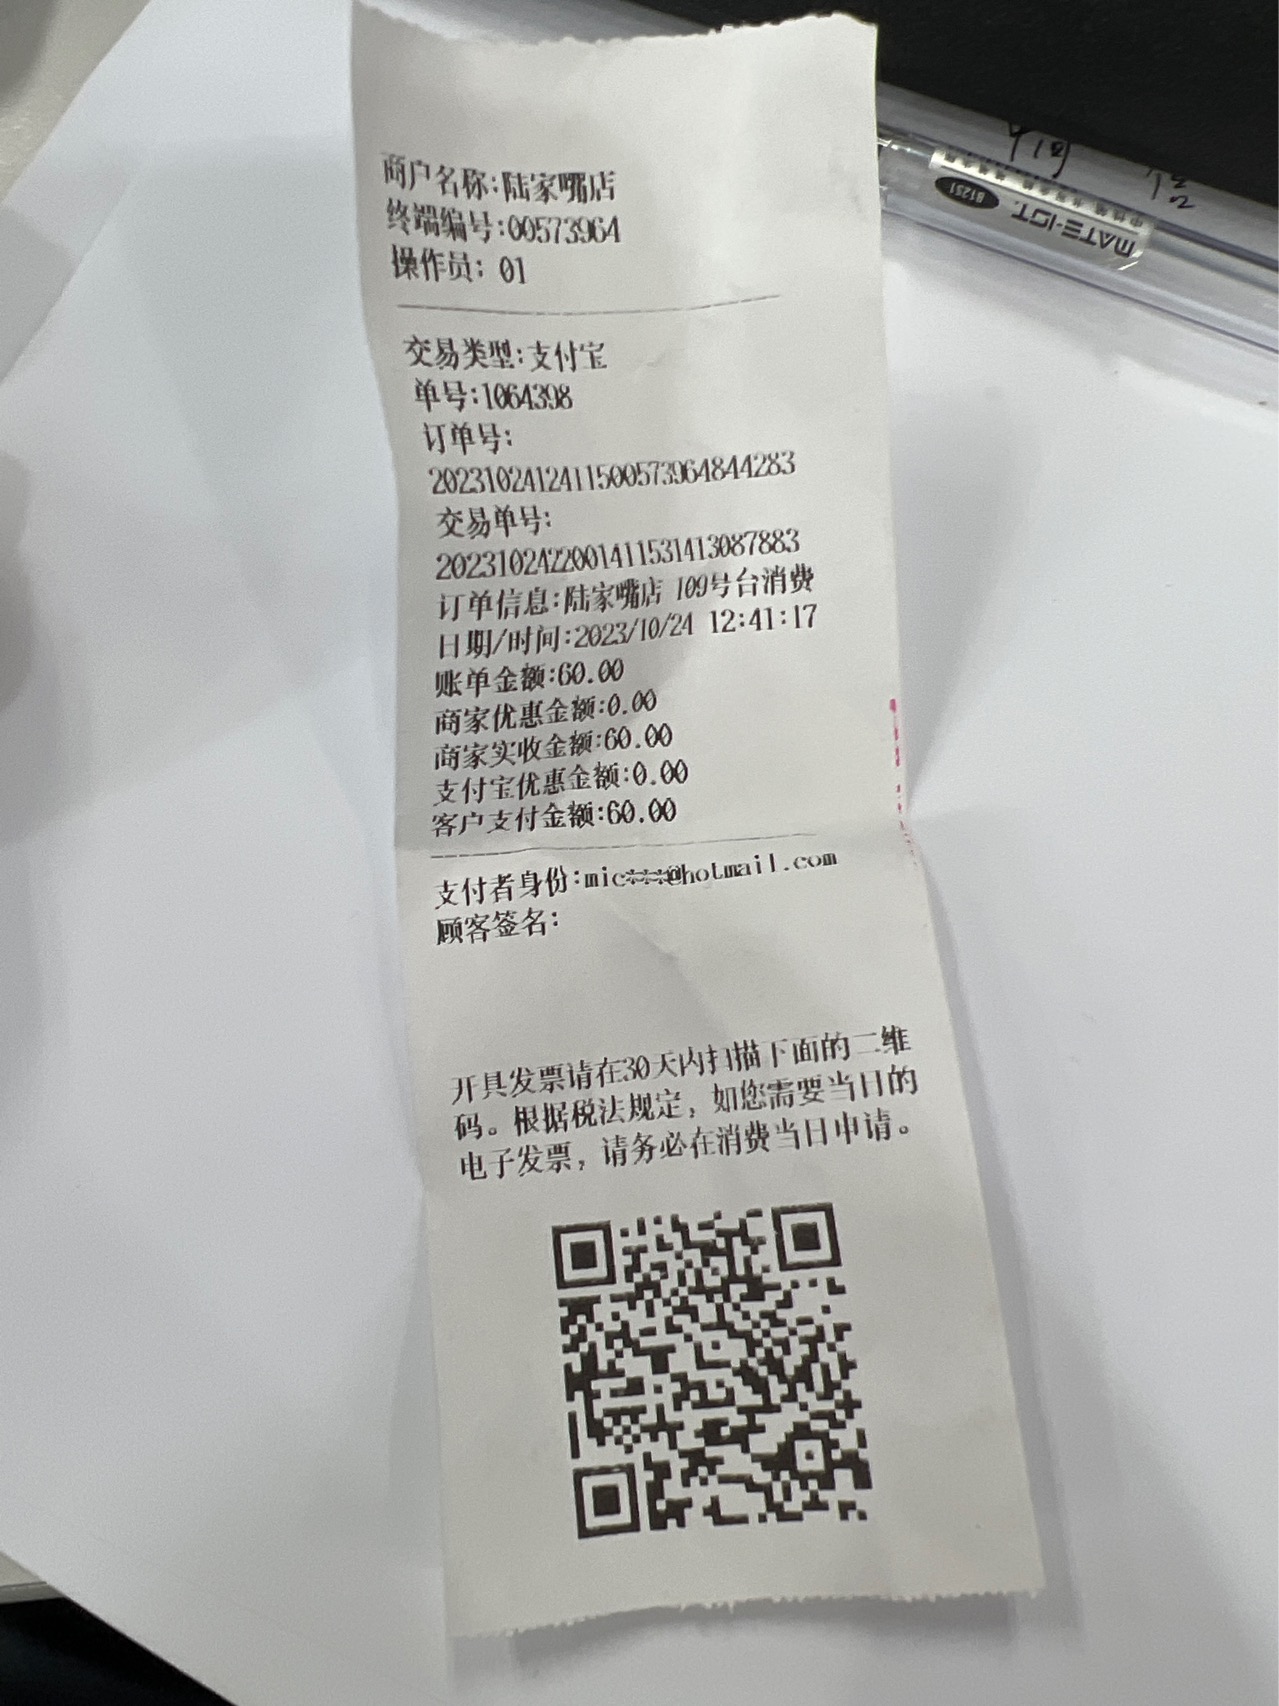 商户名称:陆家嘴店
终端编号:00573964
操作员: 01
交易类型:支付宝
单号:1064398
订单号:
20231024124115005739648​44283
交易单号:
2023102422001411531413087883
订单信息:陆家嘴店 109号台消费
日期/时间:2023/10/24 12:41:17
账单金额:60.00
商家优惠金额:0.00
商家实收金额:60.00
支付宝优惠金额:0.00
客户支付金额:60.00
支付者身份:mic***@hotmail.com
顾客签名:
开具发票请在30天内扫描下面的二维
码。根据税法规定，如您需要当日的
电子发票，请务必在消费当日申请。
MATE-IST
B1251